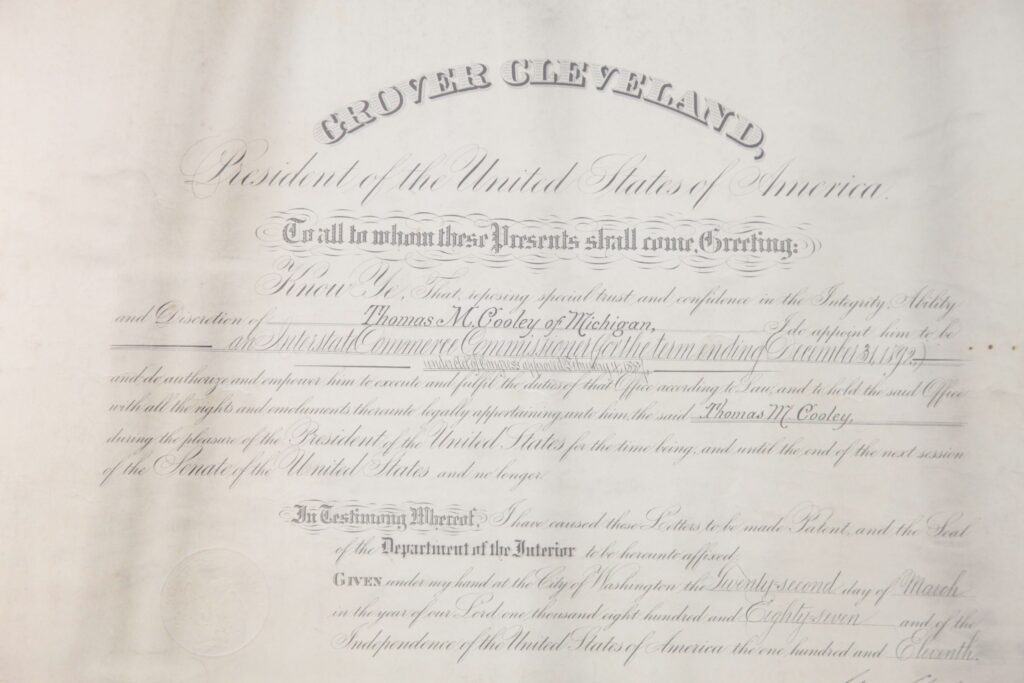 GROVER CLEVELAND,
President of the United States of America.
To all to whom these Presents shall come, Greeting:
Know Ye, That, reposing special trust and confidence in the Integrity, Ability
and Discretion of Thomas M. Cooley of Michigan, I do appoint him to be
an Interstate Commerce Commissioner (for the term ending December 31, 1892,)
under Act of Congress approved February 4, 1887,
and do authorize and empower him to execute and fulfil the duties of that Office according to Law, and to hold the said Office
with all the rights and emoluments thereunto legally appertaining, unto him, the said Thomas M. Cooley,
during the pleasure of the President of the United States for the time being, and until the end of the next session
of the Senate of the United States and no longer.
In Testimony Whereof, I have caused these Letters to be made Patent, and the Seal
of the Department of the Interior to be hereunto affixed.
GIVEN under my hand at the City of Washington the Twenty-second day of March
in the year of our Lord one thousand eight hundred and Eighty-seven and of the
Independence of the United States of America the one hundred and Eleventh.